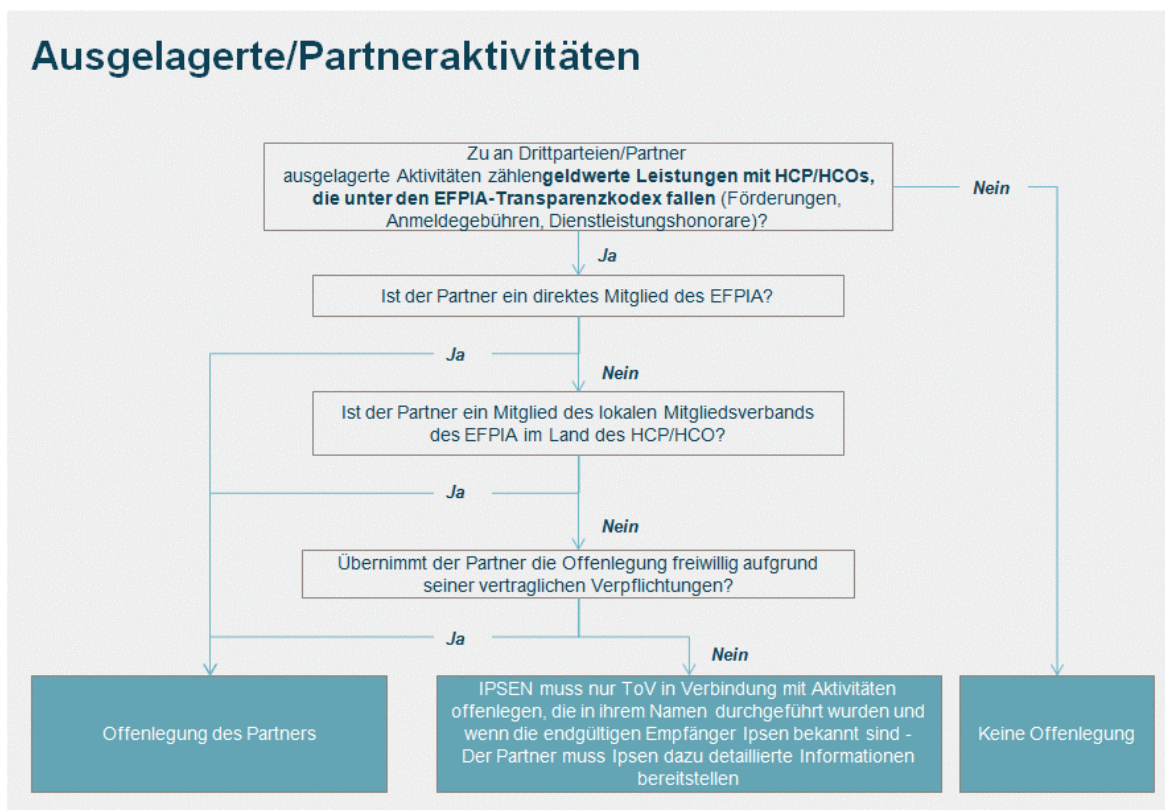 Ausgelagerte/Partneraktivitäten
Zu an Drittparteien/Partner
ausgelagerte Aktivitäten zählengeldwerte Leistungen mit HCP/HCOs,
die unter den EFPIA-Transparenzkodex fallen (Förderungen,
Anmeldegebühren, Dienstleistungshonorare)?
Nein
Ja
Ist der Partner ein direktes Mitglied des EFPIA?
Ja
Nein
Ist der Partner ein Mitglied des lokalen Mitgliedsverbands
des EFPIA im Land des HCP/HCO?
Ja
Nein
Übernimmt der Partner die Offenlegung freiwillig aufgrund
seiner vertraglichen Verpflichtungen?
Ja
Nein
Offenlegung des Partners
IPSEN muss nur ToV in Verbindung mit Aktivitäten
offenlegen, die in ihrem Namen durchgeführt wurden und
wenn die endgültigen Empfänger Ipsen bekannt sind -
Der Partner muss Ipsen dazu detaillierte Informationen
bereitstellen
Keine Offenlegung